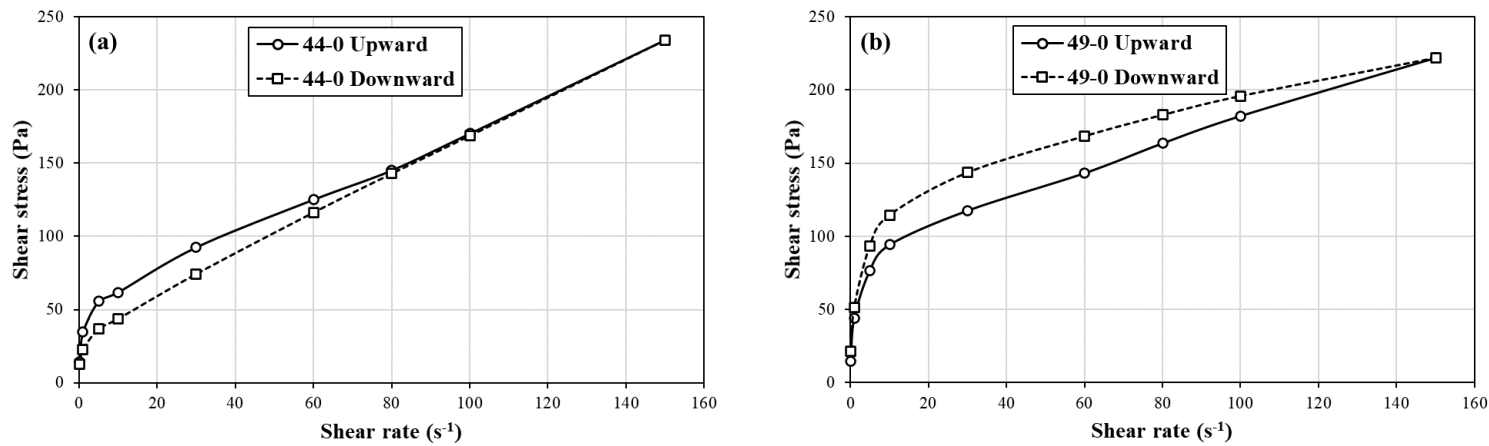 (a)
44-0 Upward
44-0 Downward
250
200
150
100
50
0
0 20 40 60 80 100 120 140 160
Shear stress (Pa)
Shear rate (s⁻¹)
(b)
49-0 Upward
49-0 Downward
250
200
150
100
50
0
0 20 40 60 80 100 120 140 160
Shear stress (Pa)
Shear rate (s⁻¹)